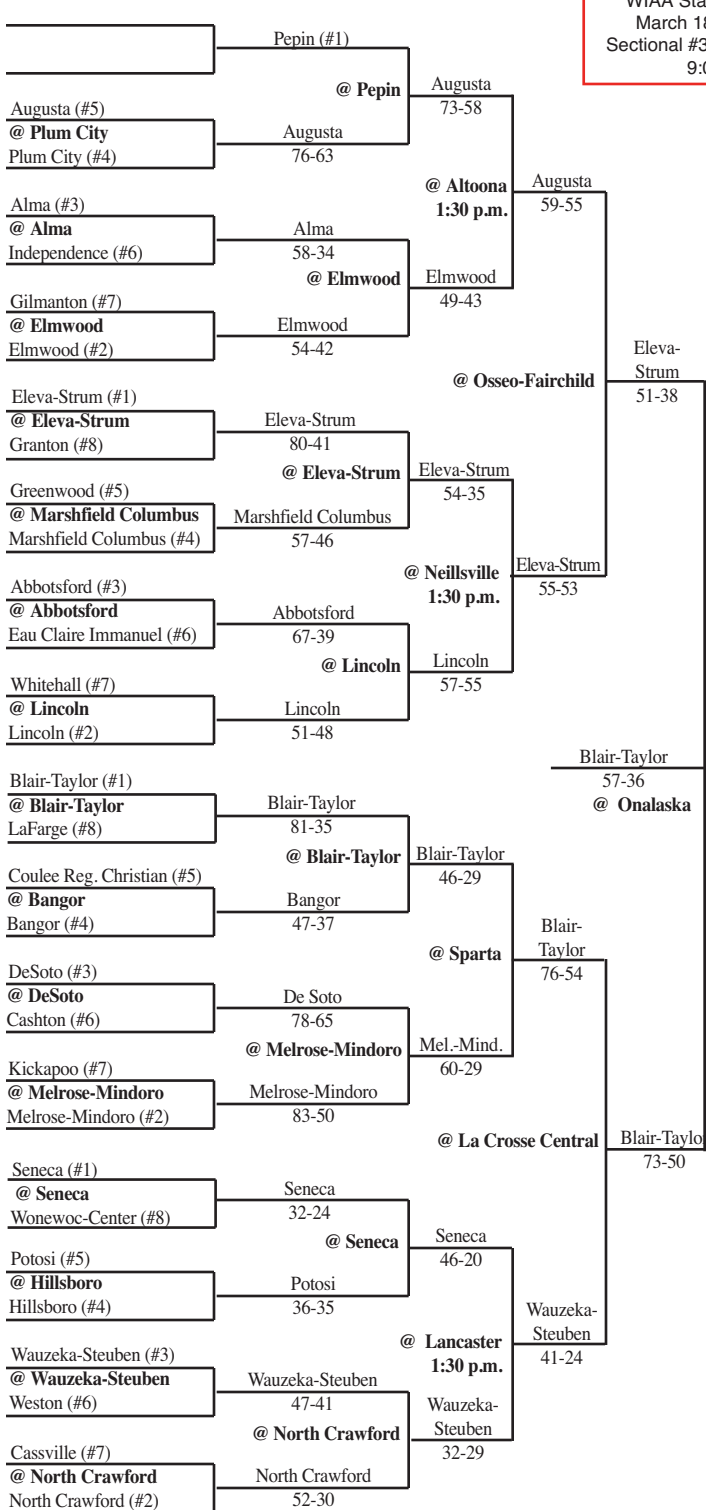 WIAA Sta
March 18
Sectional #3
9:0
Pepin (#1)
@ Pepin
Augusta
73-58
Augusta (#5)
@ Plum City
Plum City (#4)
Augusta
76-63
@ Altoona
1:30 p.m.
Augusta
59-55
Alma (#3)
@ Alma
Independence (#6)
Alma
58-34
@ Elmwood
Elmwood
49-43
Gilmanton (#7)
@ Elmwood
Elmwood (#2)
Elmwood
54-42
@ Osseo-Fairchild
Eleva-
Strum
51-38
Eleva-Strum (#1)
@ Eleva-Strum
Granton (#8)
Eleva-Strum
80-41
@ Eleva-Strum
Eleva-Strum
54-35
Greenwood (#5)
@ Marshfield Columbus
Marshfield Columbus (#4)
Marshfield Columbus
57-46
@ Neillsville
1:30 p.m.
Eleva-Strum
55-53
Abbotsford (#3)
@ Abbotsford
Eau Claire Immanuel (#6)
Abbotsford
67-39
@ Lincoln
Lincoln
57-55
Whitehall (#7)
@ Lincoln
Lincoln (#2)
Lincoln
51-48
Blair-Taylor
57-36
@ Onalaska
Blair-Taylor (#1)
@ Blair-Taylor
LaFarge (#8)
Blair-Taylor
81-35
@ Blair-Taylor
Blair-Taylor
46-29
Coulee Reg. Christian (#5)
@ Bangor
Bangor (#4)
Bangor
47-37
@ Sparta
Blair-
Taylor
76-54
DeSoto (#3)
@ DeSoto
Cashton (#6)
De Soto
78-65
@ Melrose-Mindoro
Mel.-Mind.
60-29
Kickapoo (#7)
@ Melrose-Mindoro
Melrose-Mindoro (#2)
Melrose-Mindoro
83-50
@ La Crosse Central
Blair-Taylo
73-50
Seneca (#1)
@ Seneca
Wonewoc-Center (#8)
Seneca
32-24
@ Seneca
Seneca
46-20
Potosi (#5)
@ Hillsboro
Hillsboro (#4)
Potosi
36-35
@ Lancaster
1:30 p.m.
Wauzeka-
Steuben
41-24
Wauzeka-Steuben (#3)
@ Wauzeka-Steuben
Weston (#6)
Wauzeka-Steuben
47-41
@ North Crawford
Wauzeka-
Steuben
32-29
Cassville (#7)
@ North Crawford
North Crawford (#2)
North Crawford
52-30